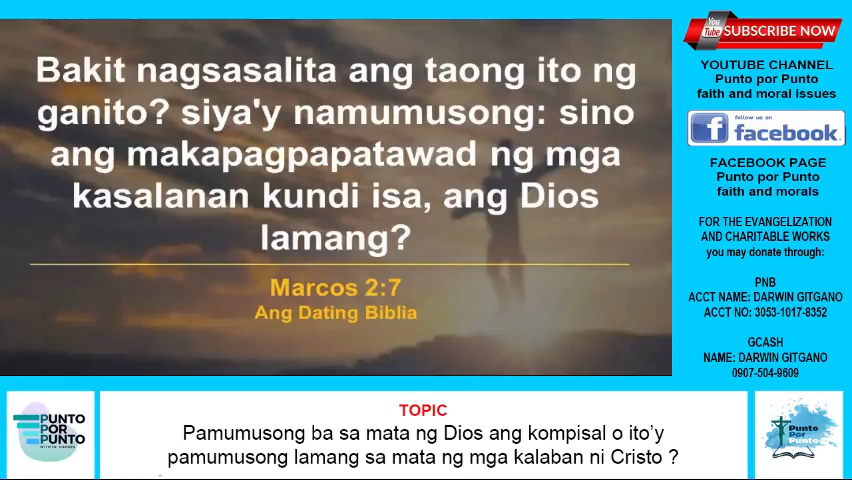 Bakit nagsasalita ang taong ito ng
ganito? siya'y namumusong: sino
ang makapagpapatawad ng mga
kasalanan kundi isa, ang Dios
lamang?
Marcos 2:7
Ang Dating Biblia
You
Tube
SUBSCRIBE NOW
YOUTUBE CHANNEL
Punto por Punto
faith and moral issues
follow us on
facebook
FACEBOOK PAGE
Punto por Punto
faith and morals
FOR THE EVANGELIZATION
AND CHARITABLE WORKS
you may donate through:
PNB
ACCT NAME: DARWIN GITGANO
ACCT NO: 3053-1017-8352
GCASH
NAME: DARWIN GITGANO
0907-504-9609
PUNTO
POR
PUNTO
TOPIC
Pamumusong ba sa mata ng Dios ang kompisal o ito'y
pamumusong lamang sa mata ng mga kalaban ni Cristo ?
Punto
Por
Punto